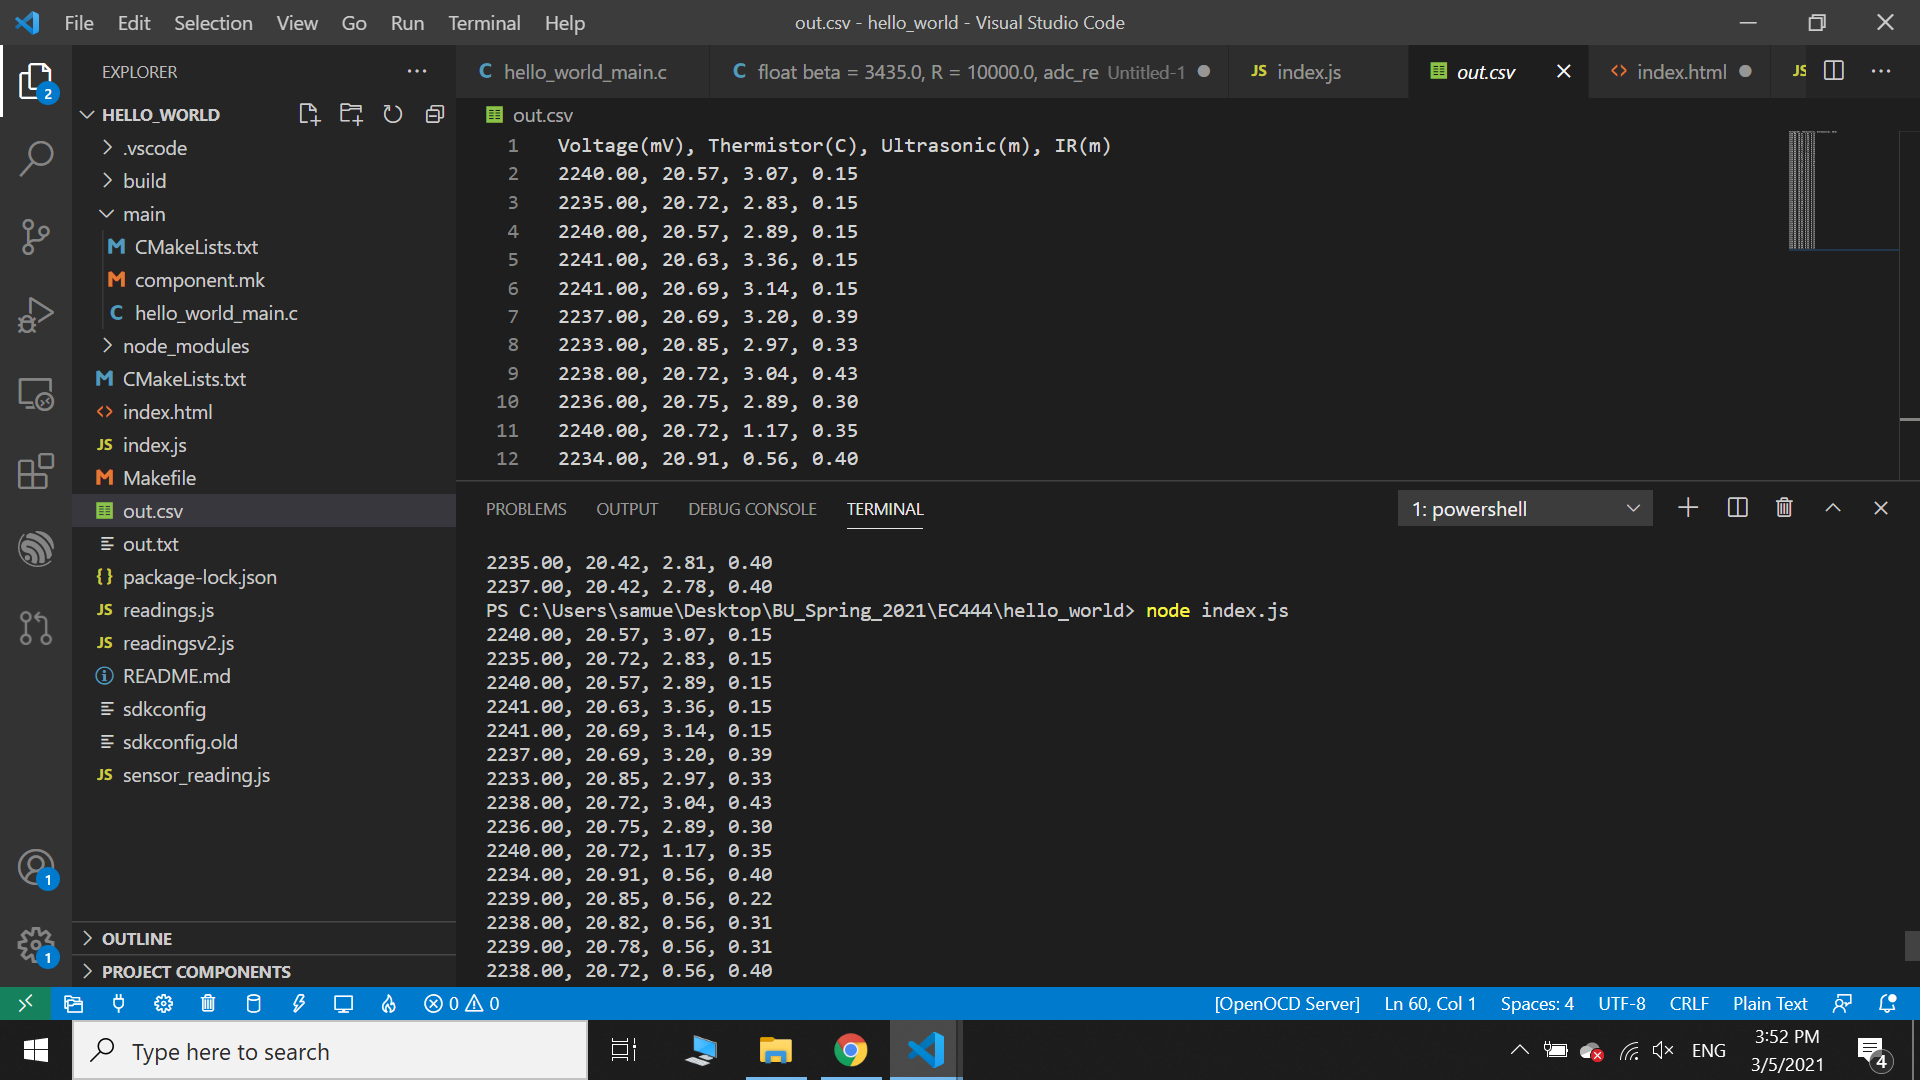 File Edit Selection View Go Run Terminal Help
out.csv - hello_world - Visual Studio Code
EXPLORER
HELLO_WORLD
.vscode
build
main
CMakeLists.txt
component.mk
hello_world_main.c
node_modules
CMakeLists.txt
index.html
index.js
Makefile
out.csv
out.txt
package-lock.json
readings.js
readingsv2.js
README.md
sdkconfig
sdkconfig.old
sensor_reading.js
OUTLINE
PROJECT COMPONENTS
hello_world_main.c
float beta = 3435.0, R = 10000.0, adc_re Untitled-1
index.js
out.csv
index.html
out.csv
1 Voltage(mV), Thermistor(C), Ultrasonic(m), IR(m)
2 2240.00, 20.57, 3.07, 0.15
3 2235.00, 20.72, 2.83, 0.15
4 2240.00, 20.57, 2.89, 0.15
5 2241.00, 20.63, 3.36, 0.15
6 2241.00, 20.69, 3.14, 0.15
7 2237.00, 20.69, 3.20, 0.39
8 2233.00, 20.85, 2.97, 0.33
9 2238.00, 20.72, 3.04, 0.43
10 2236.00, 20.75, 2.89, 0.30
11 2240.00, 20.72, 1.17, 0.35
12 2234.00, 20.91, 0.56, 0.40
PROBLEMS OUTPUT DEBUG CONSOLE TERMINAL
1: powershell
2235.00, 20.42, 2.81, 0.40
2237.00, 20.42, 2.78, 0.40
PS C:\Users\samue\Desktop\BU_Spring_2021\EC444\hello_world> node index.js
2240.00, 20.57, 3.07, 0.15
2235.00, 20.72, 2.83, 0.15
2240.00, 20.57, 2.89, 0.15
2241.00, 20.63, 3.36, 0.15
2241.00, 20.69, 3.14, 0.15
2237.00, 20.69, 3.20, 0.39
2233.00, 20.85, 2.97, 0.33
2238.00, 20.72, 3.04, 0.43
2236.00, 20.75, 2.89, 0.30
2240.00, 20.72, 1.17, 0.35
2234.00, 20.91, 0.56, 0.40
2239.00, 20.85, 0.56, 0.22
2238.00, 20.82, 0.56, 0.31
2239.00, 20.78, 0.56, 0.31
2238.00, 20.72, 0.56, 0.40
0 0
[OpenOCD Server] Ln 60, Col 1 Spaces: 4 UTF-8 CRLF Plain Text
Type here to search
ENG
3:52 PM
3/5/2021
4